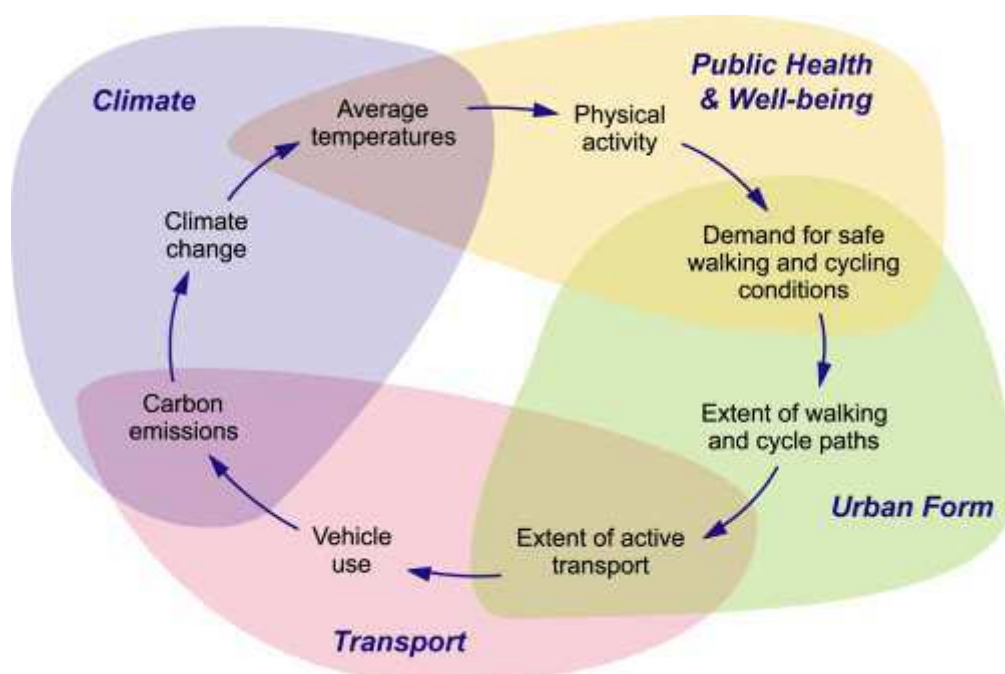 Climate
Public Health
& Well-being
Average
temperatures
Physical
activity
Climate
change
Demand for safe
walking and cycling
conditions
Carbon
emissions
Extent of walking
and cycle paths
Urban Form
Vehicle
use
Extent of active
transport
Transport